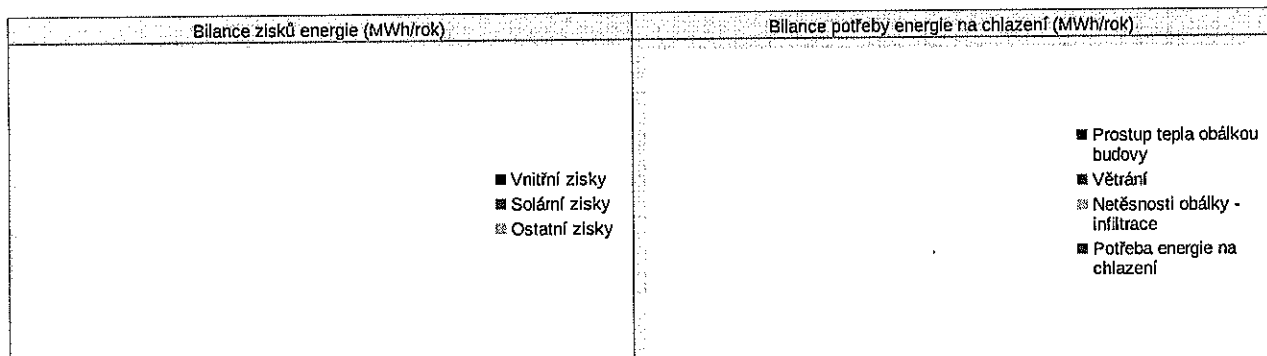 Bilance zisků energie (MWh/rok)
Bilance potřeby energie na chlazení (MWh/rok)
Vnitřní zisky
Solární zisky
Ostatní zisky
Prostup tepla obálkou
budovy
Větrání
Netěsnosti obálky -
infiltrace
Potřeba energie na
chlazení